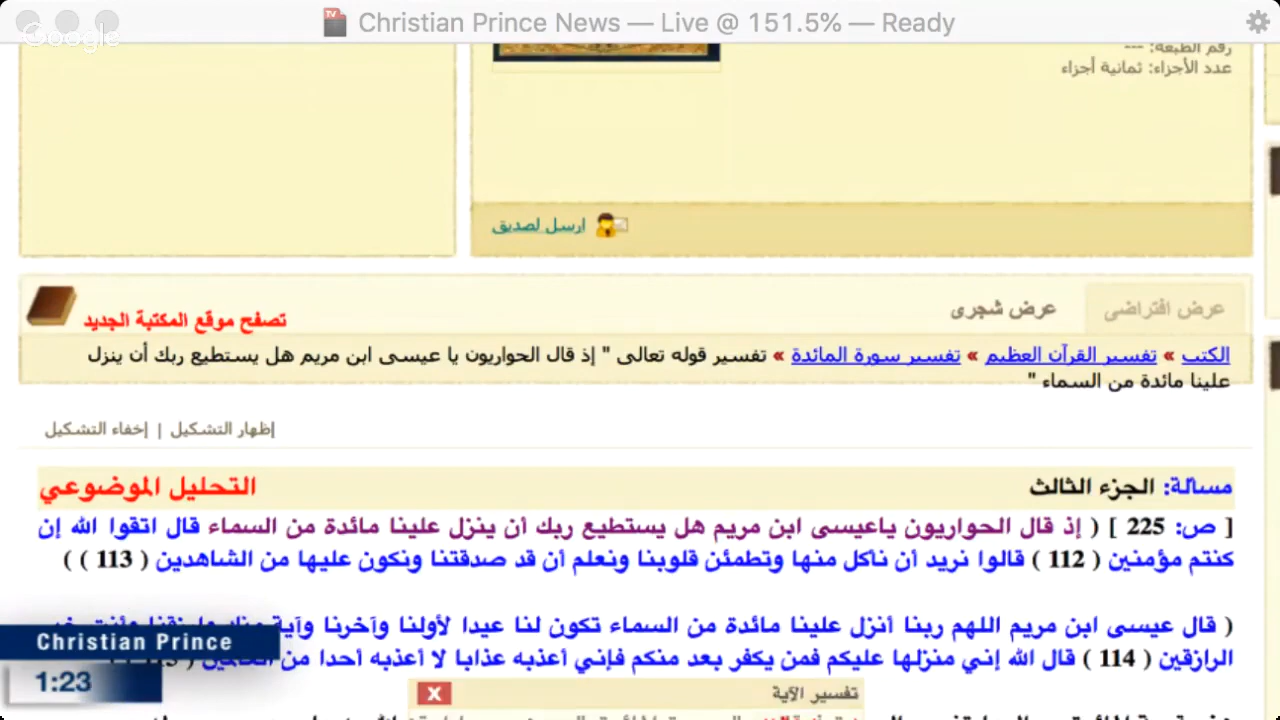 Christian Prince News — Live @ 151.5% — Ready
Google
رقم الطبعة: ---
عدد الأجزاء: ثمانية أجزاء
ارسل لصديق
عرض افتراضى
عرض شجرى
تصفح موقع المكتبة الجديد
الكتب » تفسير القرآن العظيم » تفسير سورة المائدة » تفسير قوله تعالى " إذ قال الحواريون يا عيسى ابن مريم هل يستطيع ربك أن ينزل
علينا مائدة من السماء "
إظهار التشكيل | إخفاء التشكيل
مسألة: الجزء الثالث
التحليل الموضوعي
[ ص: 225 ] ( إذ قال الحواريون ياعيسى ابن مريم هل يستطيع ربك أن ينزل علينا مائدة من السماء قال اتقوا الله إن
كنتم مؤمنين ( 112 ) قالوا نريد أن نأكل منها وتطمئن قلوبنا ونعلم أن قد صدقتنا ونكون عليها من الشاهدين ( 113 ) )
( قال عيسى ابن مريم اللهم ربنا أنزل علينا مائدة من السماء تكون لنا عيدا لأولنا وآخرنا وآية
الرازقين ( 114 ) قال الله إني منزلها عليكم فمن يكفر بعد منكم فإني أعذبه عذابا لا أعذبه أحدا من
Christian Prince
1:23
تفسير الآية